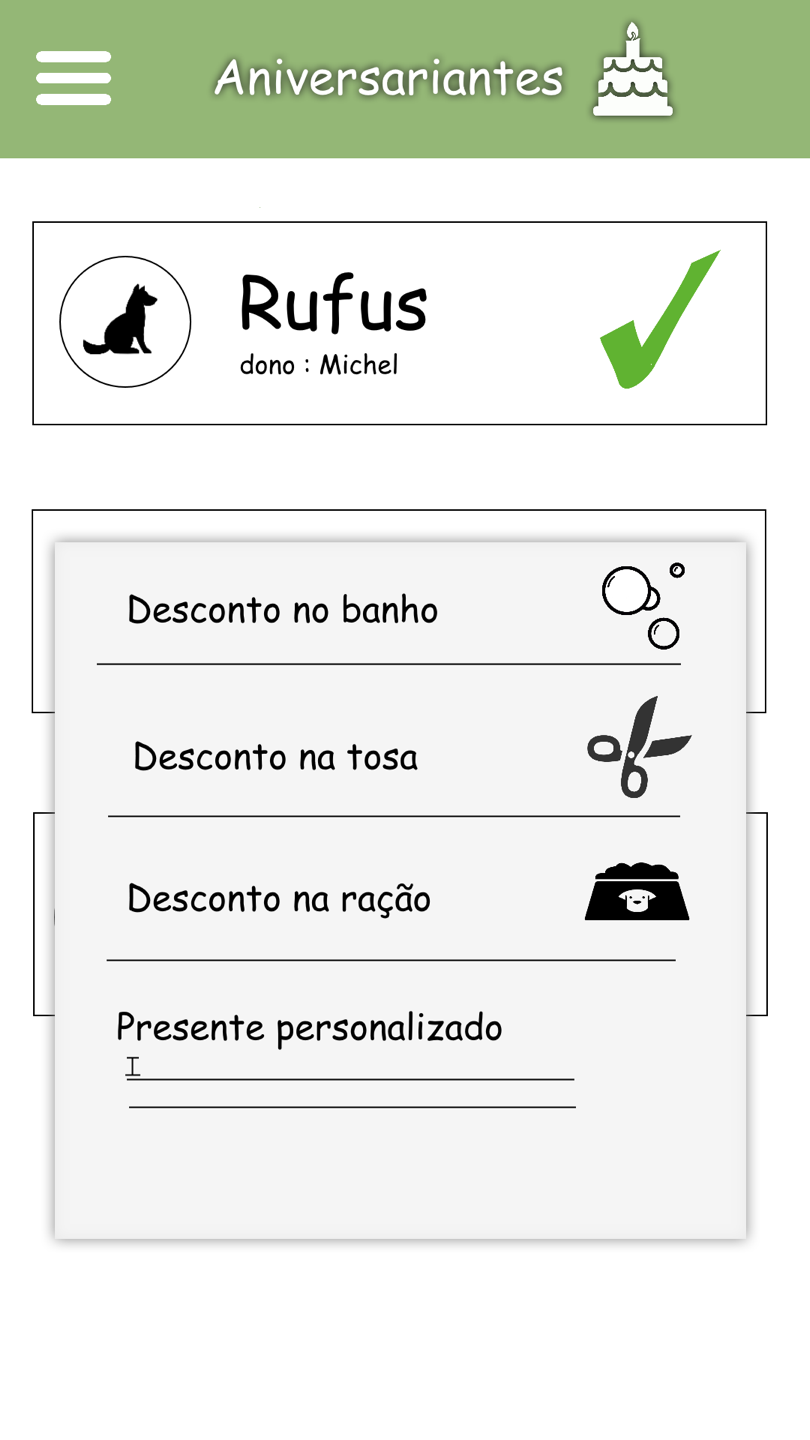 Aniversariantes
Rufus
dono : Michel
Desconto no banho
Desconto na tosa
Desconto na ração
Presente personalizado